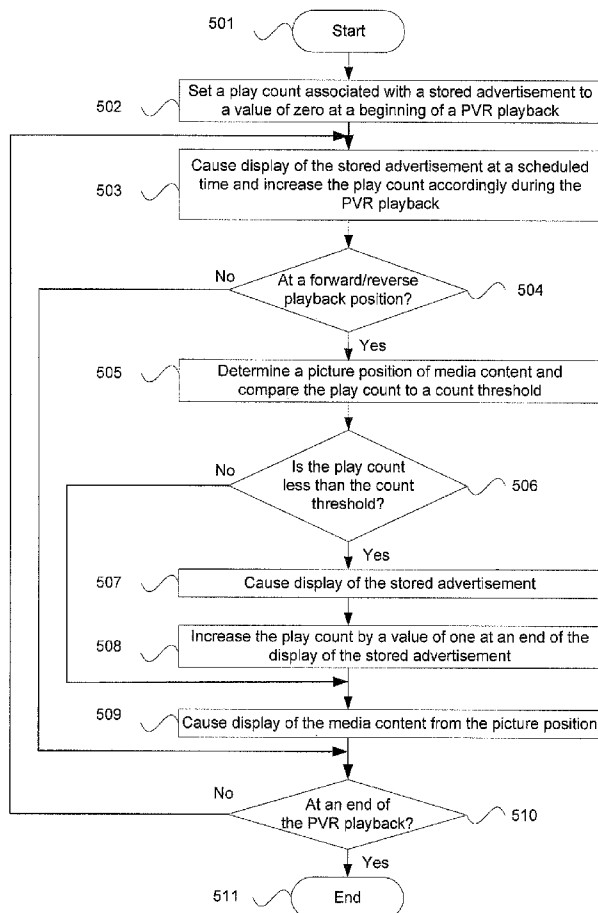 501
Start
502
Set a play count associated with a stored advertisement to
a value of zero at a beginning of a PVR playback
503
Cause display of the stored advertisement at a scheduled
time and increase the play count accordingly during the
PVR playback
No
At a forward/reverse
playback position?
504
Yes
505
Determine a picture position of media content and
compare the play count to a count threshold
No
Is the play count
less than the count
threshold?
506
Yes
507
Cause display of the stored advertisement
508
Increase the play count by a value of one at an end of the
display of the stored advertisement
509
Cause display of the media content from the picture position
No
At an end of
the PVR playback?
510
Yes
511
End